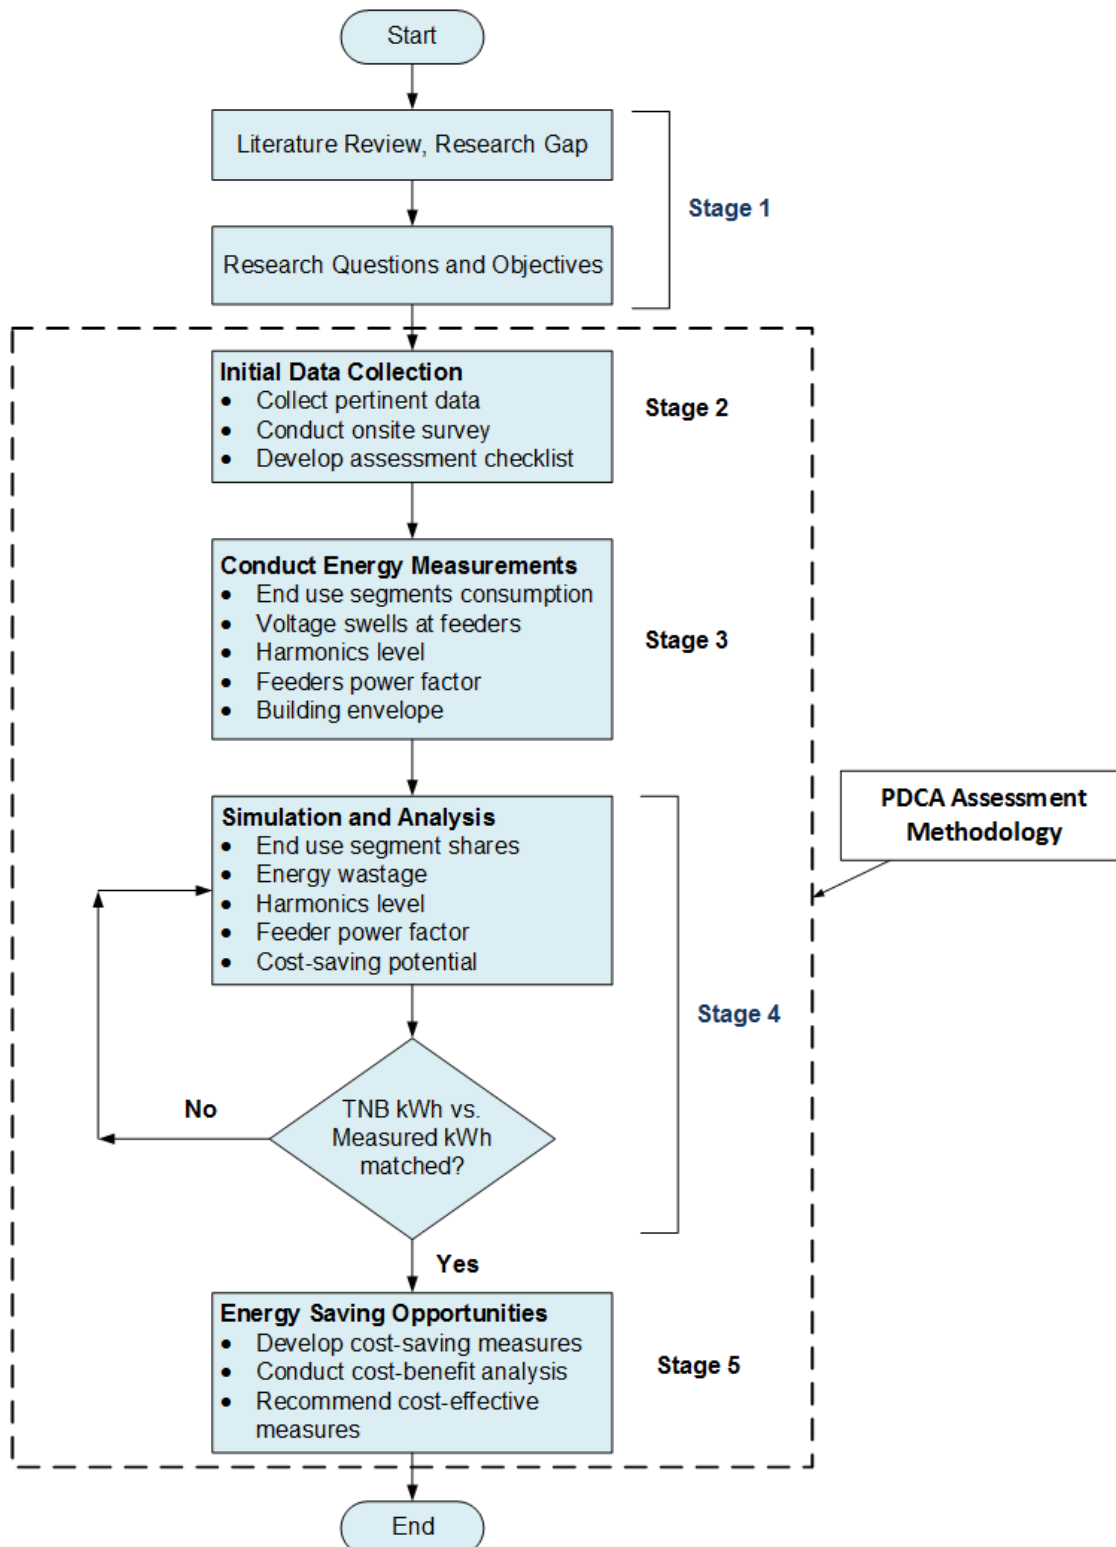 Start
Literature Review, Research Gap
Stage 1
Research Questions and Objectives
Initial Data Collection
• Collect pertinent data
• Conduct onsite survey
• Develop assessment checklist
Stage 2
Conduct Energy Measurements
• End use segments consumption
• Voltage swells at feeders
• Harmonics level
• Feeders power factor
• Building envelope
Stage 3
PDCA Assessment
Methodology
Simulation and Analysis
• End use segment shares
• Energy wastage
• Harmonics level
• Feeder power factor
• Cost-saving potential
Stage 4
No
TNB kWh vs.
Measured kWh
matched?
Yes
Energy Saving Opportunities
• Develop cost-saving measures
• Conduct cost-benefit analysis
• Recommend cost-effective
measures
Stage 5
End